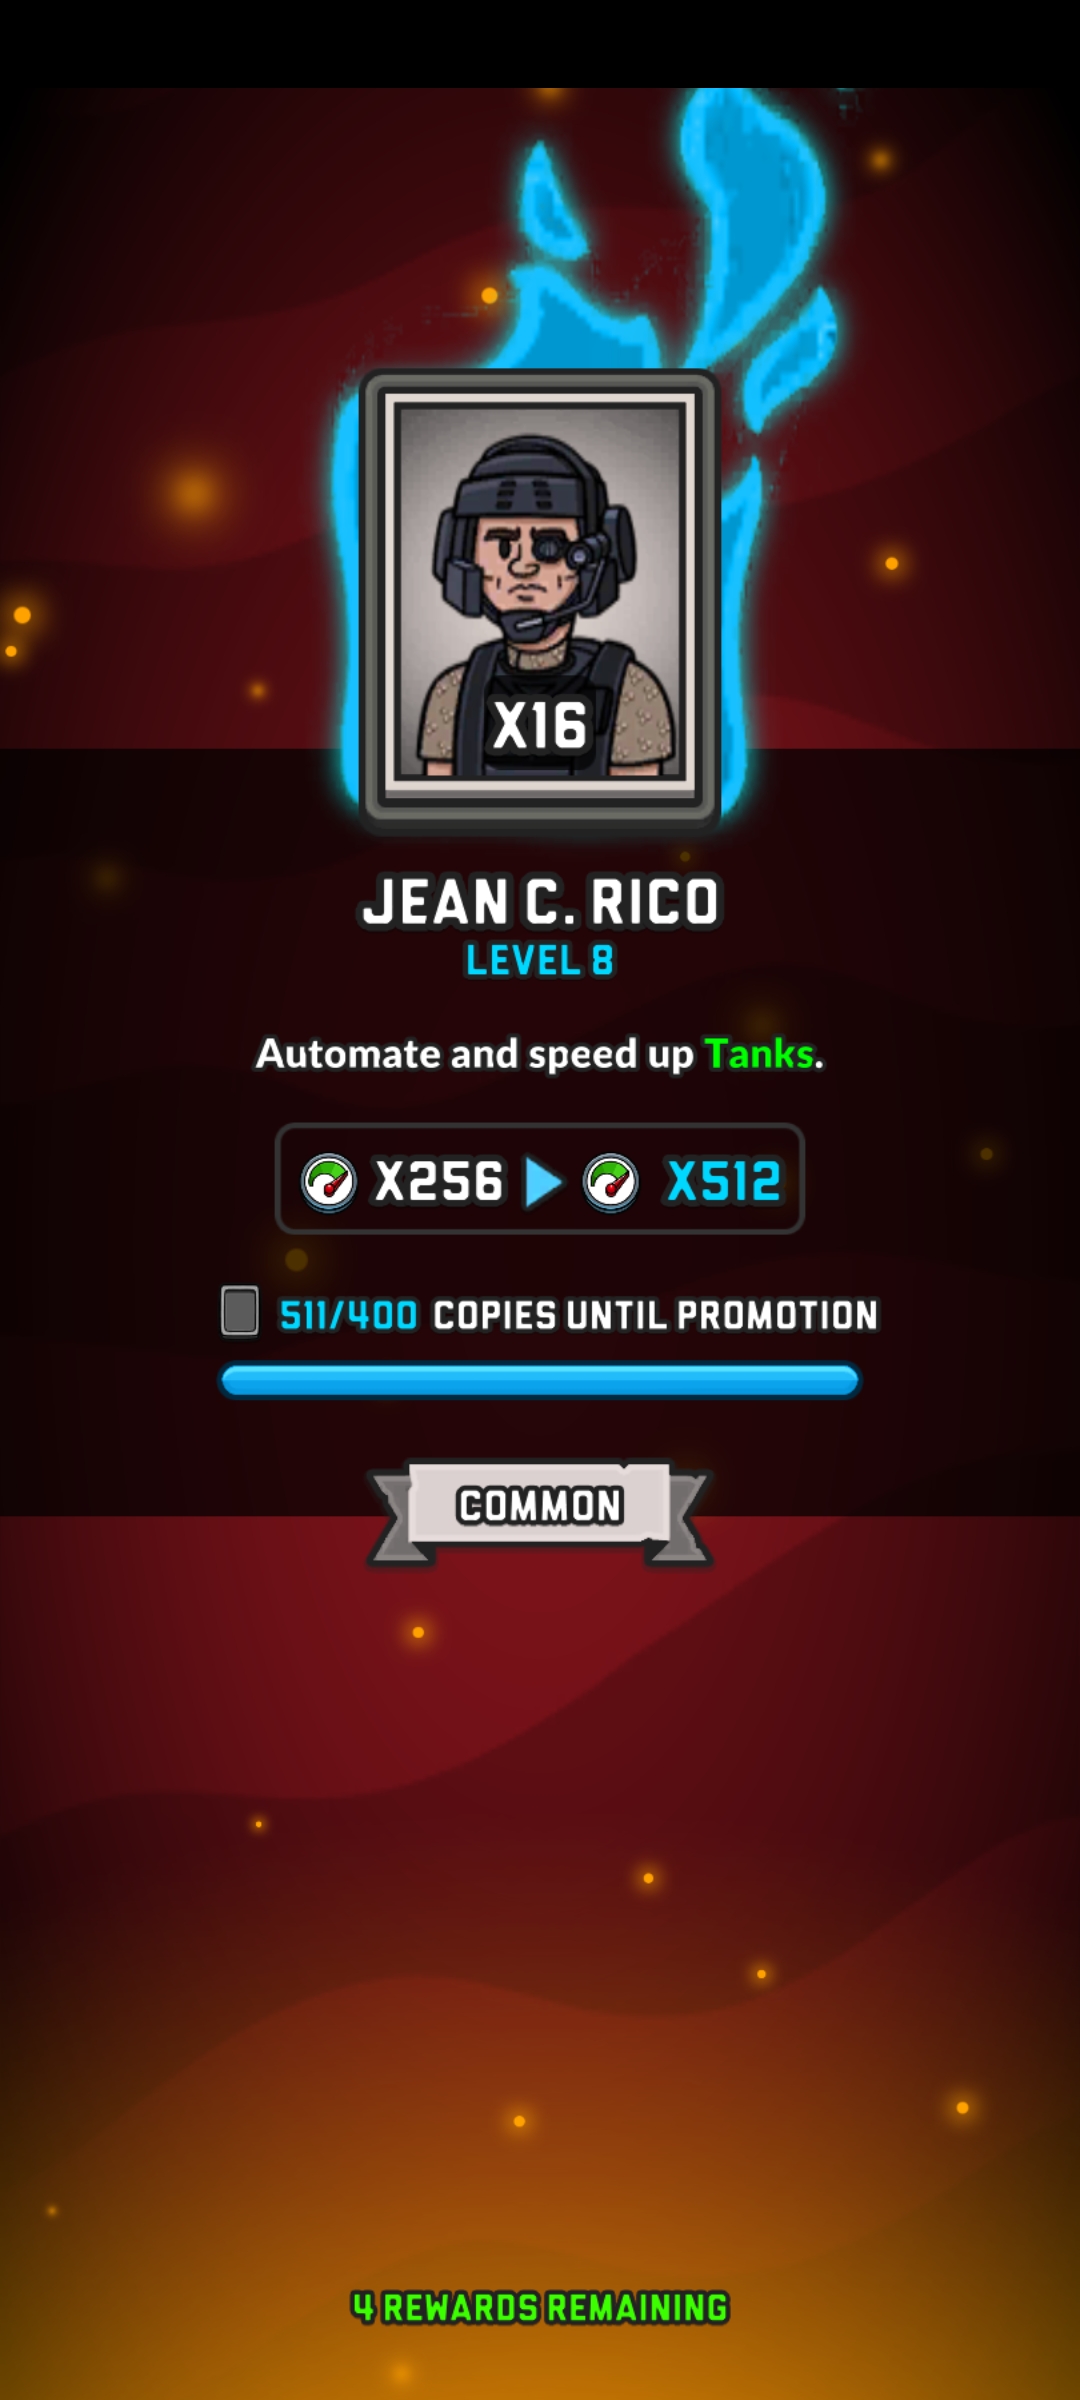 X16
JEAN C. RICO
LEVEL 8
Automate and speed up Tanks.
X256 X512
511/400 COPIES UNTIL PROMOTION
COMMON
4 REWARDS REMAINING